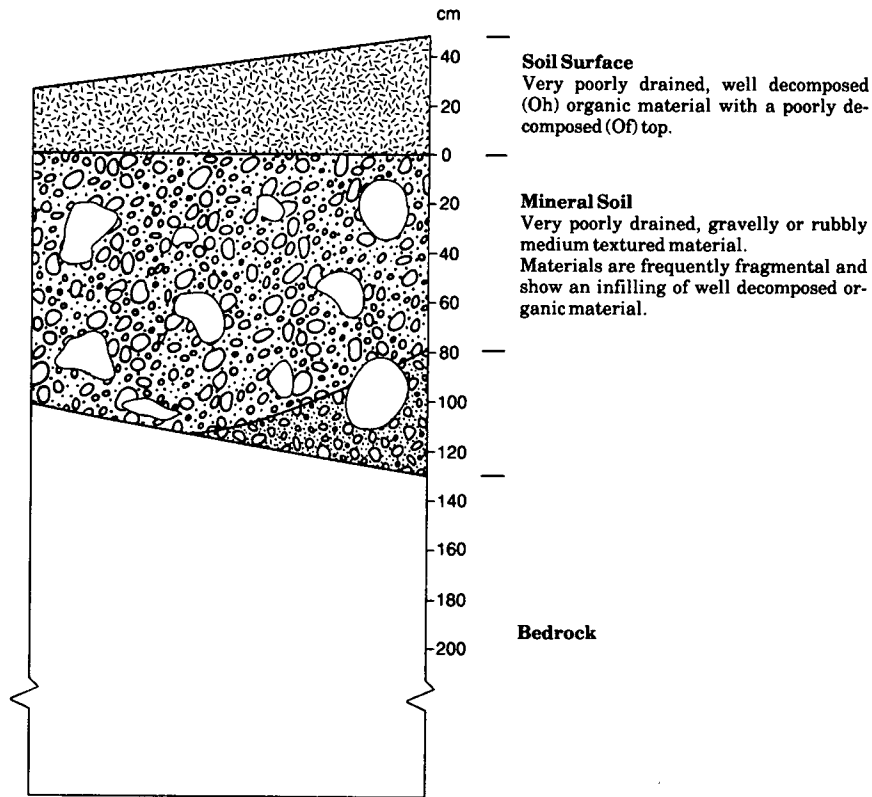 cm
40
20
0
20
40
60
80
100
120
140
160
180
200
Soil Surface
Very poorly drained, well decomposed
(Oh) organic material with a poorly de-
composed (Of) top.
Mineral Soil
Very poorly drained, gravelly or rubbly
medium textured material.
Materials are frequently fragmental and
show an infilling of well decomposed or-
ganic material.
Bedrock